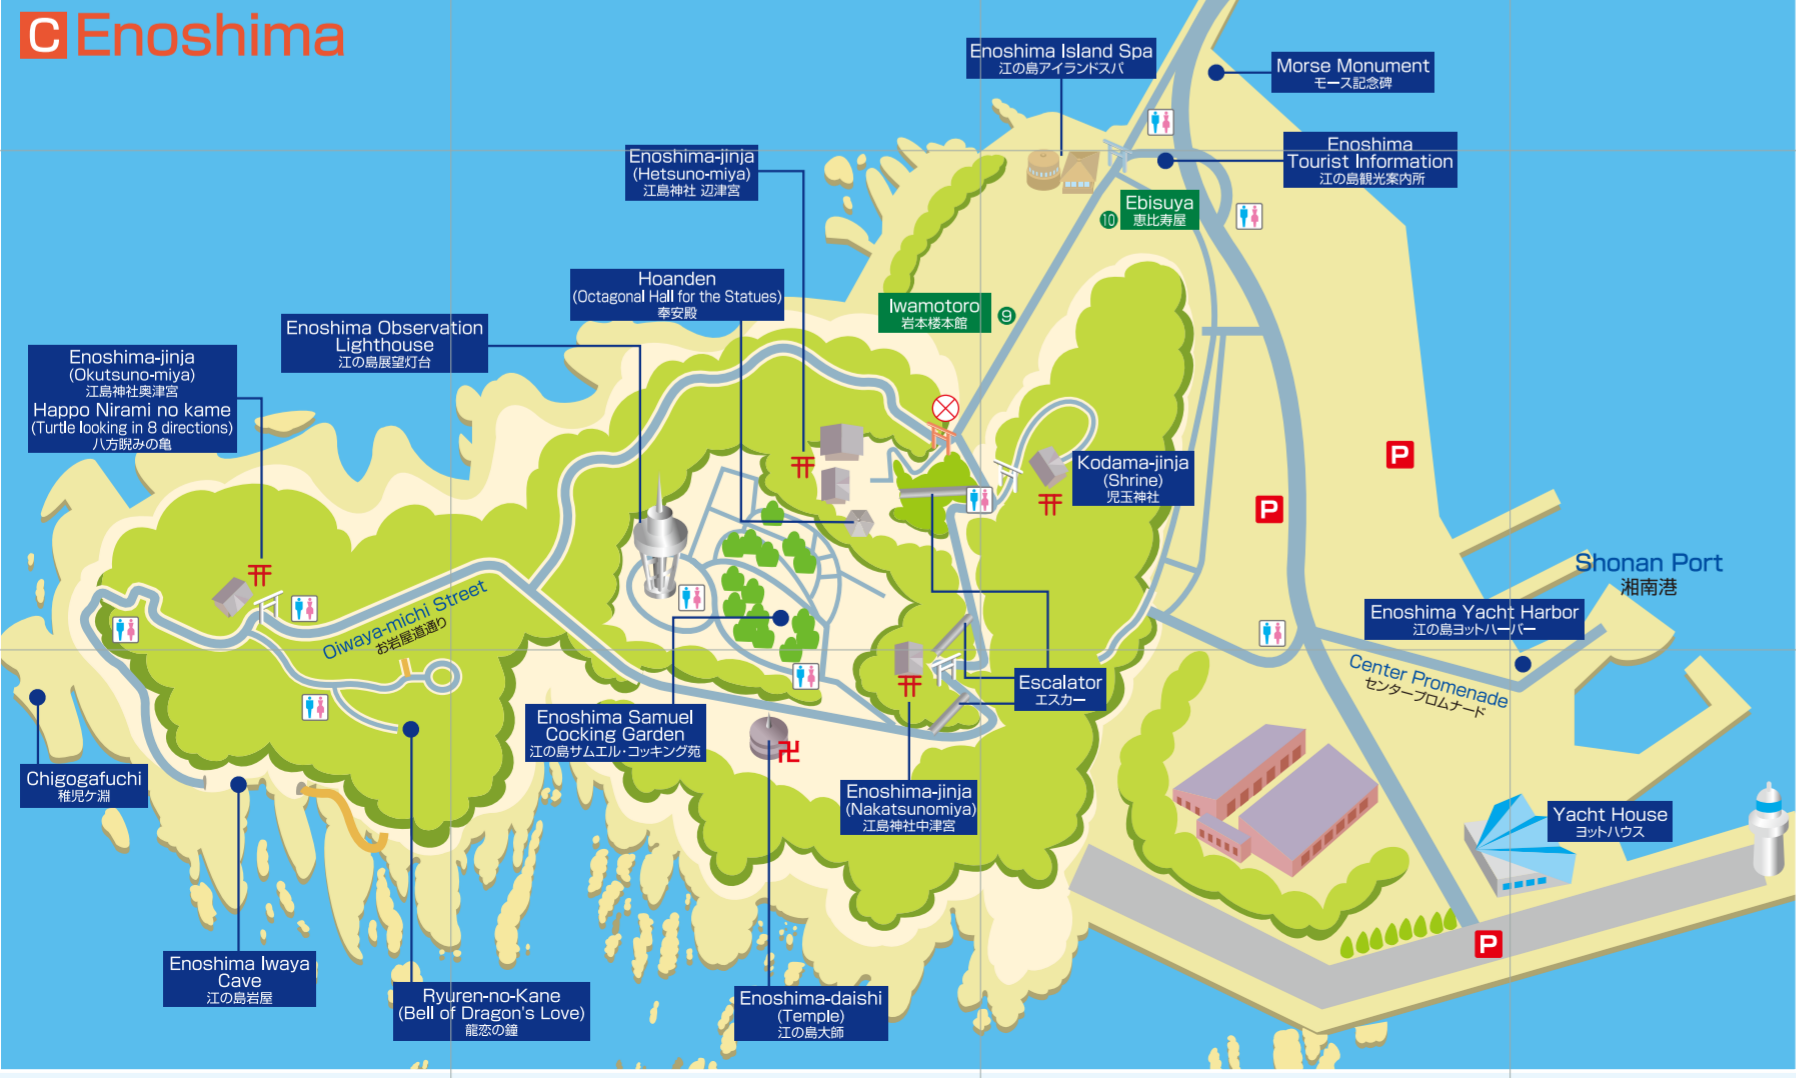 C Enoshima
Enoshima Island Spa
江の島アイランドスパ
Morse Monument
モース記念碑
Enoshima
Tourist Information
江の島観光案内所
Enoshima-jinja
(Hetsuno-miya)
江島神社 辺津宮
⑩
Ebisuya
恵比寿屋
Hoanden
(Octagonal Hall for the Statues)
奉安殿
Iwamotoro
岩本楼本館
⑨
Enoshima Observation
Lighthouse
江の島展望灯台
Enoshima-jinja
(Okutsuno-miya)
江島神社奥津宮
Happo Nirami no kame
(Turtle looking in 8 directions)
八方睨みの亀
Kodama-jinja
(Shrine)
児玉神社
P
P
Shonan Port
湘南港
Enoshima Yacht Harbor
江の島ヨットハーバー
Oiwaya-michi Street
お岩屋道通り
Center Promenade
センタープロムナード
Escalator
エスカー
Enoshima Samuel
Cocking Garden
江の島サムエル・コッキング苑
卍
Chigogafuchi
稚児ケ淵
Enoshima-jinja
(Nakatsunomiya)
江島神社中津宮
Yacht House
ヨットハウス
P
Enoshima Iwaya
Cave
江の島岩屋
Ryuren-no-Kane
(Bell of Dragon's Love)
龍恋の鐘
Enoshima-daishi
(Temple)
江の島大師